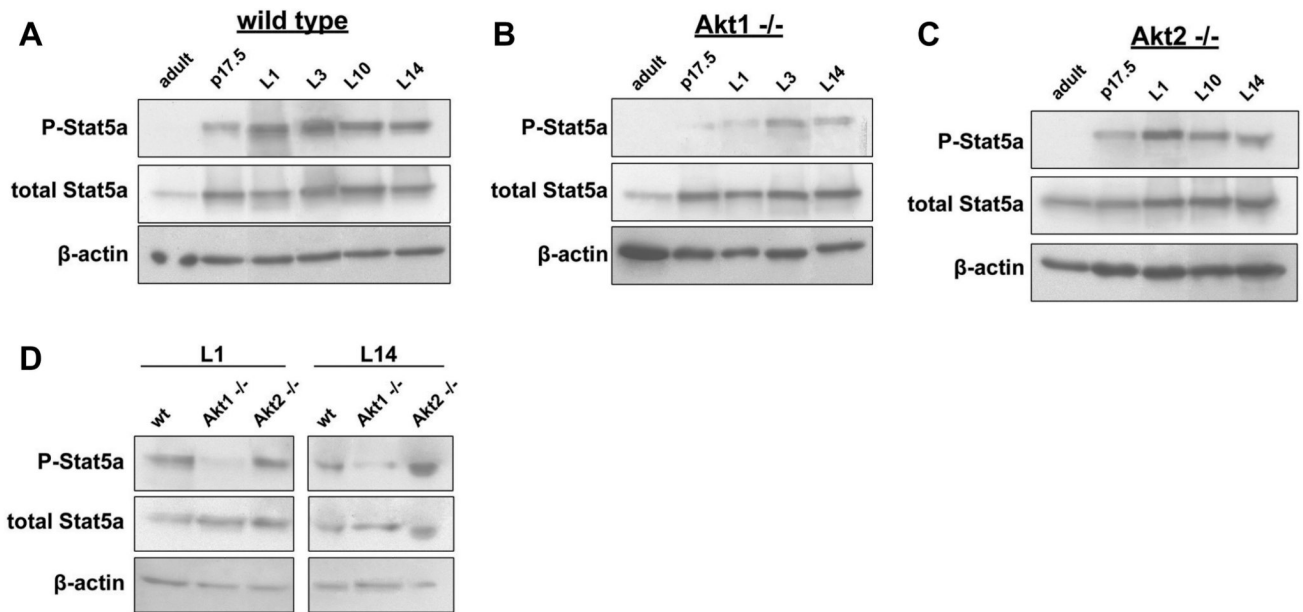 A
wild type
adult p17.5 L1 L3 L10 L14
P-Stat5a
total Stat5a
β-actin
B
Akt1 -/-
adult p17.5 L1 L3 L14
P-Stat5a
total Stat5a
β-actin
C
Akt2 -/-
adult p17.5 L1 L10 L14
P-Stat5a
total Stat5a
β-actin
D
L1 L14
wt Akt1 -/- Akt2 -/- wt Akt1 -/- Akt2 -/-
P-Stat5a
total Stat5a
β-actin